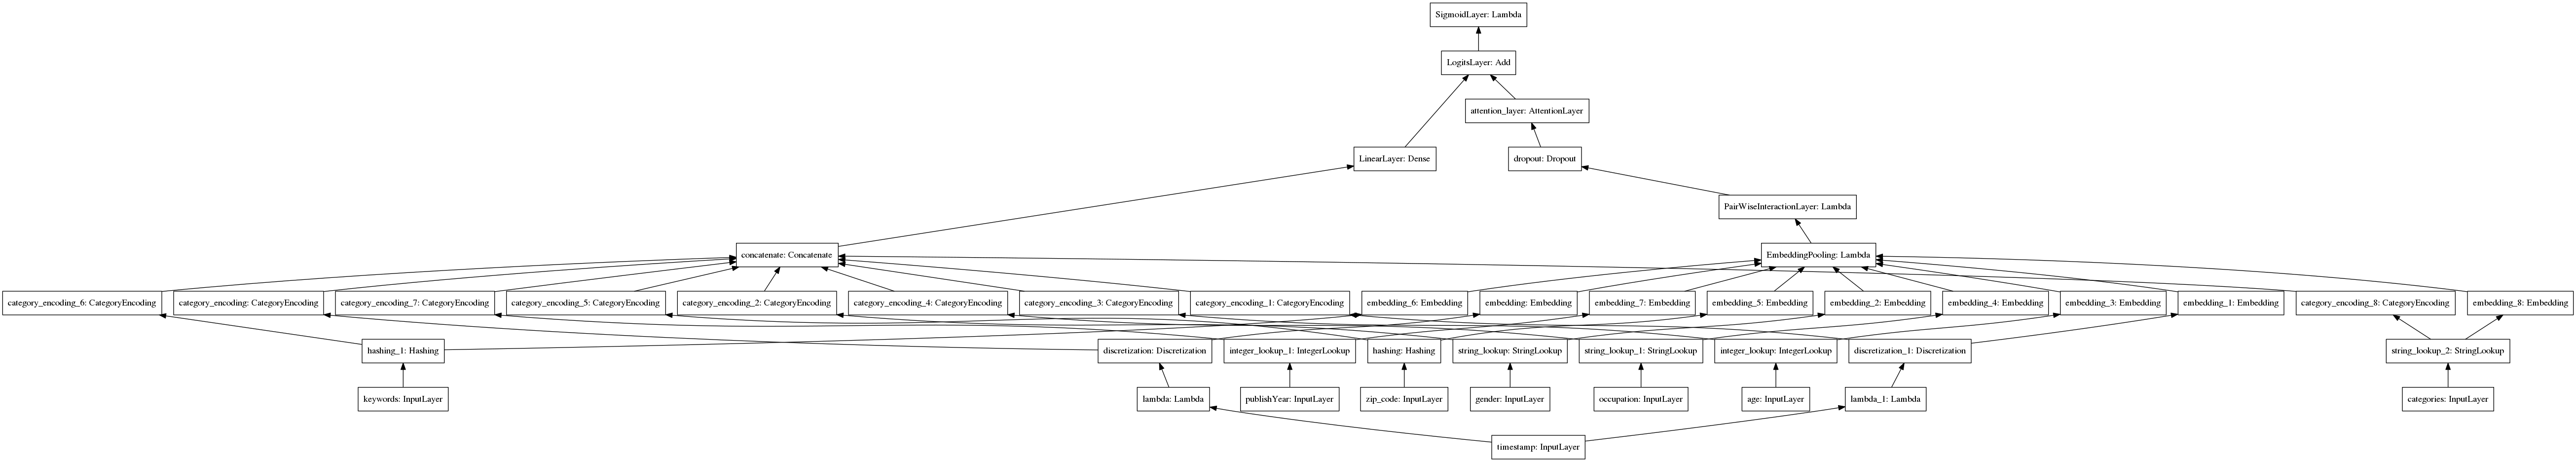 SigmoidLayer: Lambda
LogitsLayer: Add
attention_layer: AttentionLayer
LinearLayer: Dense
dropout: Dropout
PairWiseInteractionLayer: Lambda
concatenate: Concatenate
EmbeddingPooling: Lambda
category_encoding_6: CategoryEncoding
category_encoding: CategoryEncoding
category_encoding_7: CategoryEncoding
category_encoding_5: CategoryEncoding
category_encoding_2: CategoryEncoding
category_encoding_4: CategoryEncoding
category_encoding_3: CategoryEncoding
category_encoding_1: CategoryEncoding
embedding_6: Embedding
embedding: Embedding
embedding_7: Embedding
embedding_5: Embedding
embedding_2: Embedding
embedding_4: Embedding
embedding_3: Embedding
embedding_1: Embedding
category_encoding_8: CategoryEncoding
embedding_8: Embedding
hashing_1: Hashing
discretization: Discretization
integer_lookup_1: IntegerLookup
hashing: Hashing
string_lookup: StringLookup
string_lookup_1: StringLookup
integer_lookup: IntegerLookup
discretization_1: Discretization
string_lookup_2: StringLookup
keywords: InputLayer
lambda: Lambda
publishYear: InputLayer
zip_code: InputLayer
gender: InputLayer
occupation: InputLayer
age: InputLayer
lambda_1: Lambda
categories: InputLayer
timestamp: InputLayer